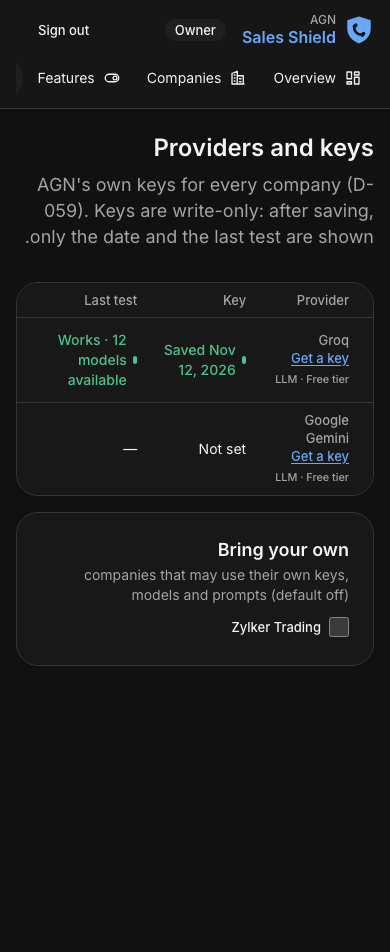 AGN
Sales Shield
Owner
Sign out
Overview
Companies
Features
Providers and keys
AGN's own keys for every company (D-
059). Keys are write-only: after saving,
.only the date and the last test are shown
Provider
Key
Last test
Groq
Get a key
LLM · Free tier
Saved Nov
12, 2026
Works · 12
models
available
Google
Gemini
Get a key
LLM · Free tier
Not set
—
Bring your own
companies that may use their own keys,
models and prompts (default off)
Zylker Trading